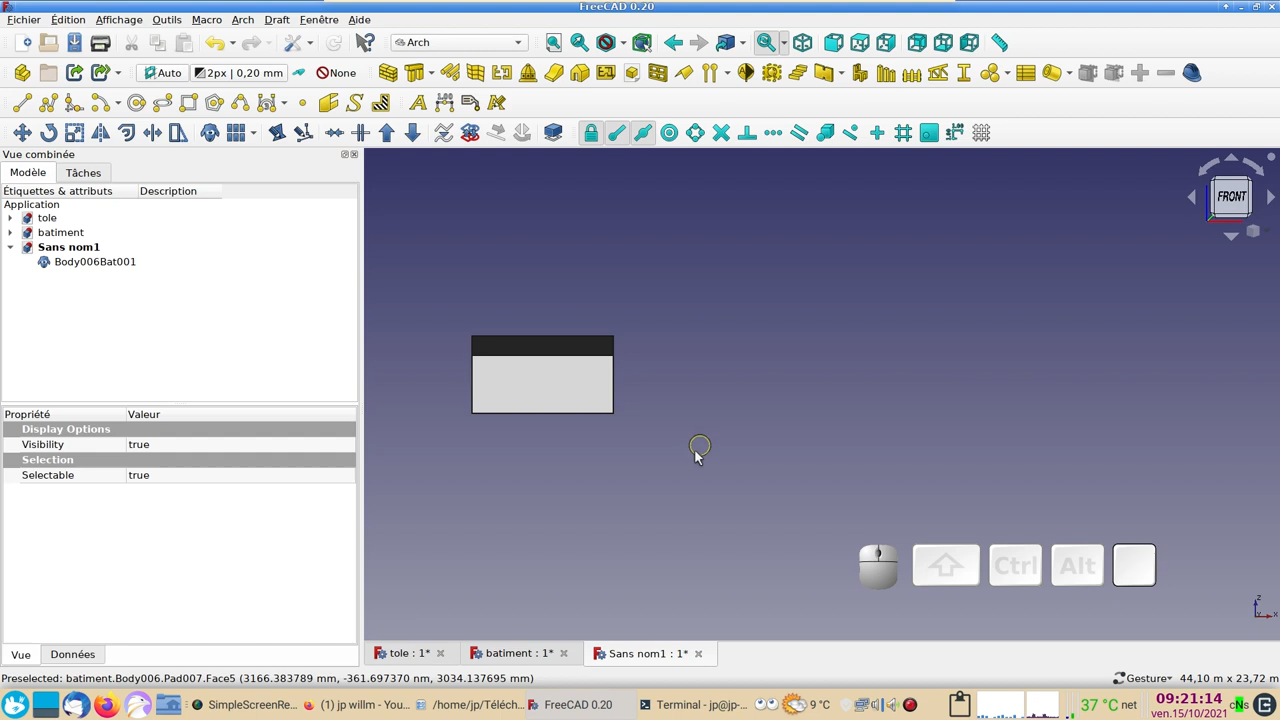 FreeCAD 0.20
Fichier Édition Affichage Outils Macro Arch Draft Fenêtre Aide
Arch
Auto 2px | 0,20 mm None
Vue combinée
Modèle Tâches
Étiquettes & attributs Description
Application
tole
batiment
Sans nom1
Body006Bat001
FRONT
Propriété Valeur
Display Options
Visibility true
Selection
Selectable true
Ctrl Alt
z
x
Vue Données
tole : 1* batiment : 1* Sans nom1 : 1*
Preselected: batiment.Body006.Pad007.Face5 (3166.383789 mm, -361.697370 nm, 3034.137695 mm) Gesture 44,10 m x 23,72 m
SimpleScreenRe... (1) jp willm - You... /home/jp/Téléch... FreeCAD 0.20 Terminal - jp@jp-... 9 °C 37 °C net 09:21:14 cNs
ven.15/10/2021